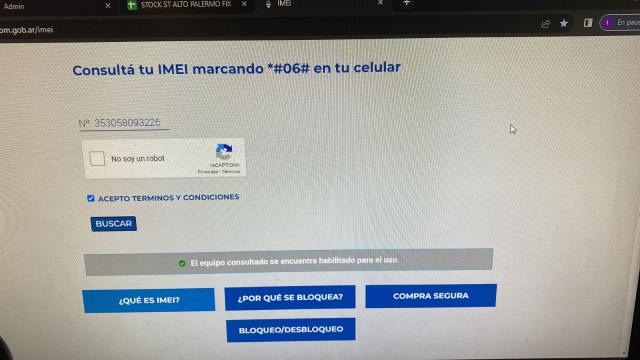 Admin
STOCK ST ALTO PALERMO FIX
IMEI
om.gob.ar/imei
En paus
Consultá tu IMEI marcando *#06# en tu celular
Nº 353058093226
No soy un robot
reCAPTCHA
Privacidad - Términos
ACEPTO TERMINOS Y CONDICIONES
BUSCAR
El equipo consultado se encuentra habilitado para el uso.
¿QUÉ ES IMEI?
¿POR QUÉ SE BLOQUEA?
COMPRA SEGURA
BLOQUEO/DESBLOQUEO